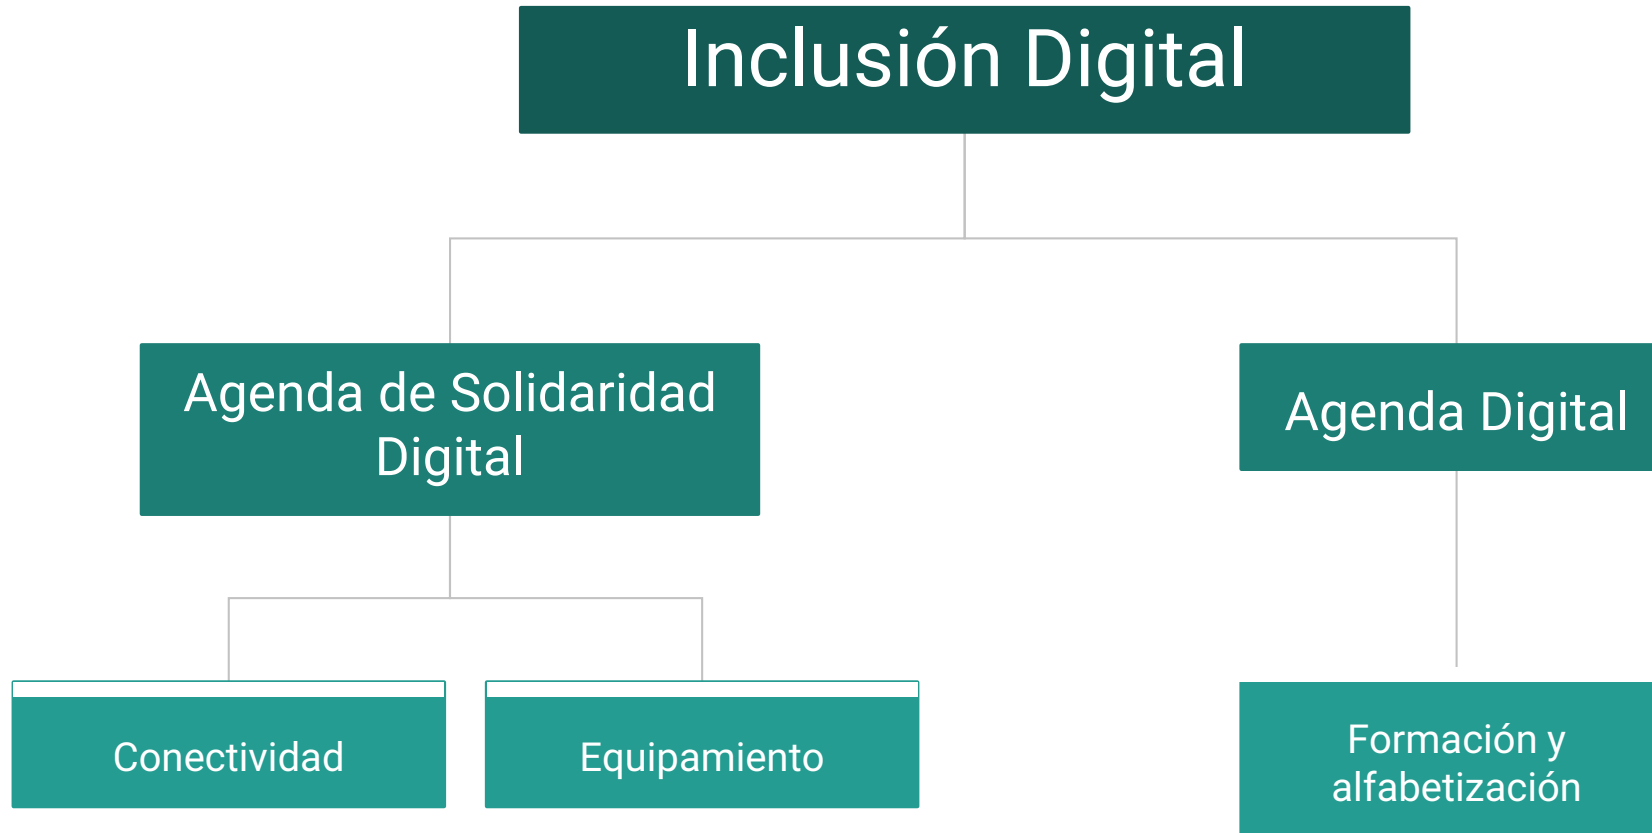 Inclusión Digital
Agenda de Solidaridad
Digital
Agenda Digital
Conectividad
Equipamiento
Formación y
alfabetización